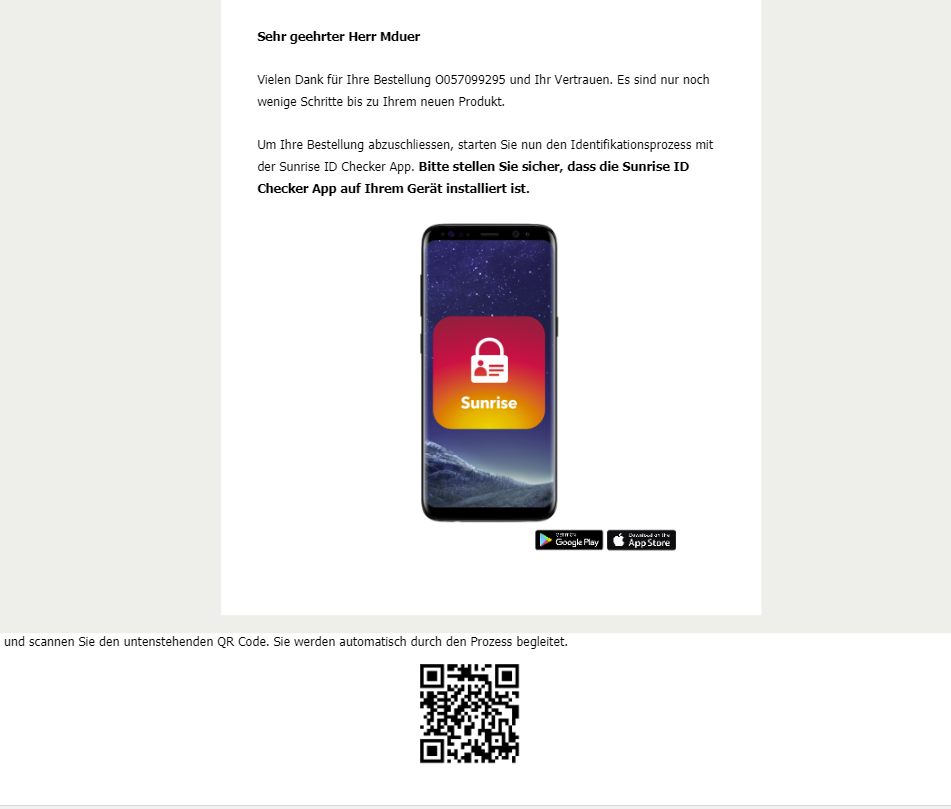 Sehr geehrter Herr Mduer
Vielen Dank für Ihre Bestellung O057099295 und Ihr Vertrauen. Es sind nur noch
wenige Schritte bis zu Ihrem neuen Produkt.
Um Ihre Bestellung abzuschliessen, starten Sie nun den Identifikationsprozess mit
der Sunrise ID Checker App. Bitte stellen Sie sicher, dass die Sunrise ID
Checker App auf Ihrem Gerät installiert ist.
Sunrise
Google Play
Download on the
App Store
und scannen Sie den untenstehenden QR Code. Sie werden automatisch durch den Prozess begleitet.